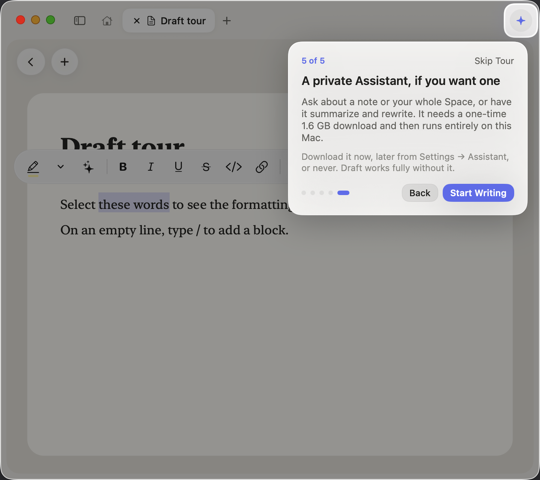 Draft tour
5 of 5
Skip Tour
A private Assistant, if you want one
Ask about a note or your whole Space, or have
it summarize and rewrite. It needs a one-time
1.6 GB download and then runs entirely on this
Mac.
Download it now, later from Settings → Assistant,
or never. Draft works fully without it.
Back
Start Writing
Draft tour
B I U S </>
Select these words to see the formatting
On an empty line, type / to add a block.